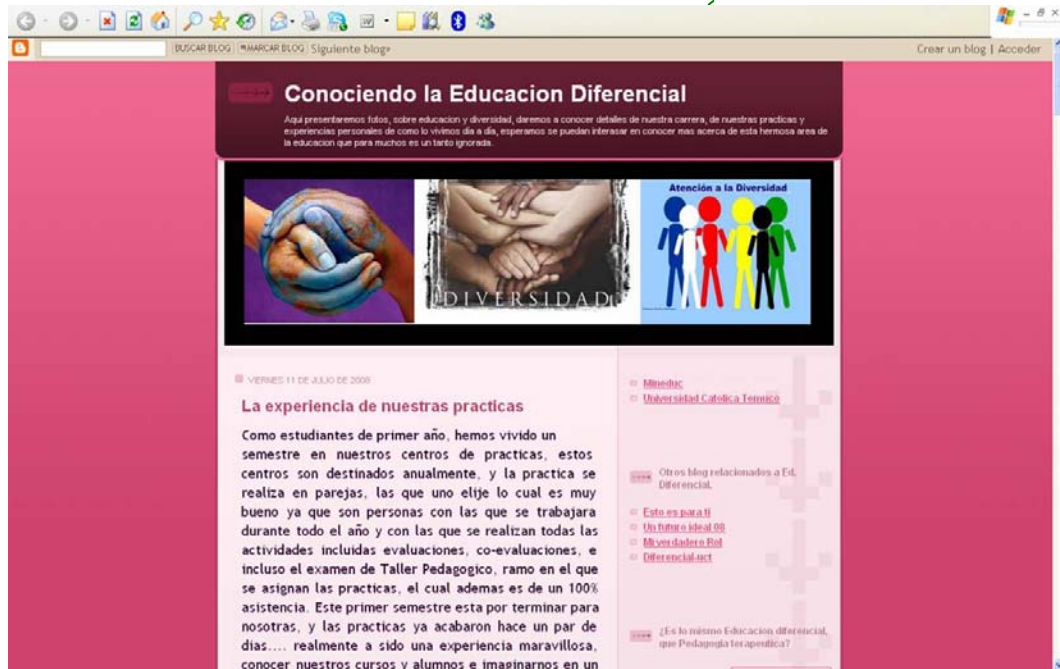 BUSCAR BLOG MARCAR BLOG Siguiente blog» Crear un blog | Acceder
Conociendo la Educacion Diferencial
Aqui presentaremos fotos, sobre educacion y diversidad, daremos a conocer detalles de nuestra carrera, de nuestras practicas y
experiencias personales de como lo vivimos día a día, esperamos se puedan interasar en conocer mas acerca de esta hermosa area de
la educacion que para muchos es un tanto ignorada.
DIVERSIDAD
Atención a la Diversidad
VIERNES 11 DE JULIO DE 2008
La experiencia de nuestras practicas
Como estudiantes de primer año, hemos vivido un
semestre en nuestros centros de practicas, estos
centros son destinados anualmente, y la practica se
realiza en parejas, las que uno elije lo cual es muy
bueno ya que son personas con las que se trabajara
durante todo el año y con las que se realizan todas las
actividades incluidas evaluaciones, co-evaluaciones, e
incluso el examen de Taller Pedagogico, ramo en el que
se asignan las practicas, el cual ademas es de un 100%
asistencia. Este primer semestre esta por terminar para
nosotras, y las practicas ya acabaron hace un par de
dias.... realmente a sido una experiencia maravillosa,
conocer nuestros cursos y alumnos e imaginarnos en un
Mineduc
Universidad Catolica Temuco
Otros blog relacionados a Ed.
Diferencial.
Esto es para ti
Un futuro ideal 08
Mi verdadero Rol
Diferencial-uct
¿Es lo mismo Educacion diferencial,
que Pedagogia terapeutica?